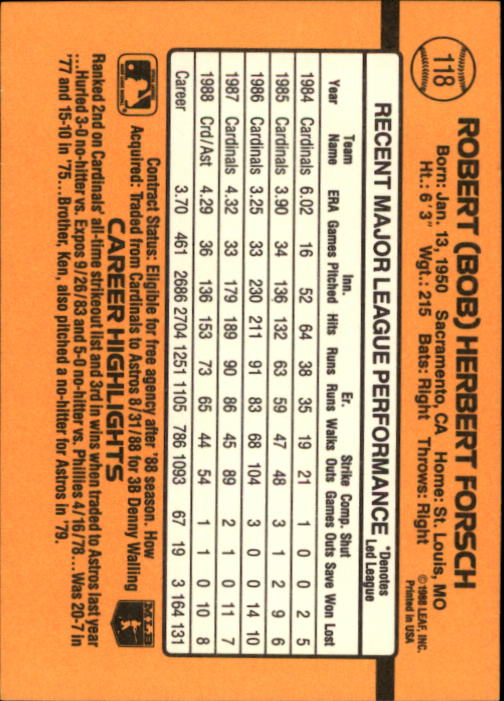 118
ROBERT (BOB) HERBERT FORSCH
Born: Jan. 13, 1950 Sacramento, CA Home: St. Louis, MO
Ht.: 6'3" Wgt.: 215 Bats: Right Throws: Right
©1988 LEAF, INC.
Printed in USA
RECENT MAJOR LEAGUE PERFORMANCE
*Denotes
Led League
Team Inn. Er. Strike Comp. Shut
Year Name ERA Games Pitched Hits Runs Runs Walks Outs Games Outs Save Won Lost
1984 Cardinals 6.02 16 52 64 38 35 19 21 1 0 0 2 5
1985 Cardinals 3.90 34 136 132 63 59 47 48 3 1 2 9 6
1986 Cardinals 3.25 33 230 211 91 83 68 104 3 0 0 14 10
1987 Cardinals 4.32 33 179 189 90 86 45 89 2 1 0 11 7
1988 Crd/Ast 4.29 36 136 153 73 65 44 54 1 1 0 10 8
Career 3.70 461 2686 2704 1251 1105 786 1093 67 19 3 164 131
Contract Status: Eligible for free agency after '88 season. How
Acquired: Traded from Cardinals to Astros 8/31/88 for 3B Denny Walling
CAREER HIGHLIGHTS
MLB
Ranked 2nd on Cardinals' all-time strikeout list and 3rd in wins when traded to Astros last year
...Hurled 3-0 no-hitter vs. Expos 9/26/83 and 5-0 no-hitter vs. Phillies 4/16/78...Was 20-7 in
'77 and 15-10 in '75...Brother, Ken, also pitched a no-hitter for Astros in '79.